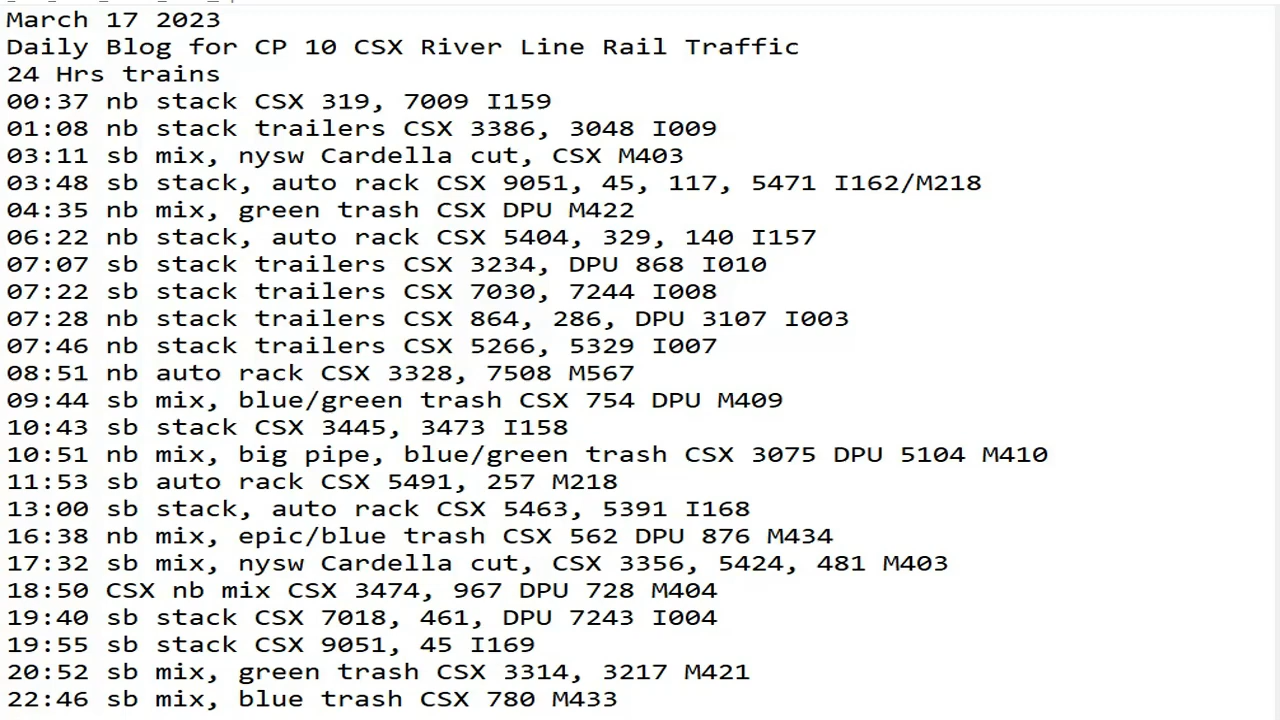 March 17 2023
Daily Blog for CP 10 CSX River Line Rail Traffic
24 Hrs trains
00:37 nb stack CSX 319, 7009 I159
01:08 nb stack trailers CSX 3386, 3048 I009
03:11 sb mix, nysw Cardella cut, CSX M403
03:48 sb stack, auto rack CSX 9051, 45, 117, 5471 I162/M218
04:35 nb mix, green trash CSX DPU M422
06:22 nb stack, auto rack CSX 5404, 329, 140 I157
07:07 sb stack trailers CSX 3234, DPU 868 I010
07:22 sb stack trailers CSX 7030, 7244 I008
07:28 nb stack trailers CSX 864, 286, DPU 3107 I003
07:46 nb stack trailers CSX 5266, 5329 I007
08:51 nb auto rack CSX 3328, 7508 M567
09:44 sb mix, blue/green trash CSX 754 DPU M409
10:43 sb stack CSX 3445, 3473 I158
10:51 nb mix, big pipe, blue/green trash CSX 3075 DPU 5104 M410
11:53 sb auto rack CSX 5491, 257 M218
13:00 sb stack, auto rack CSX 5463, 5391 I168
16:38 nb mix, epic/blue trash CSX 562 DPU 876 M434
17:32 sb mix, nysw Cardella cut, CSX 3356, 5424, 481 M403
18:50 CSX nb mix CSX 3474, 967 DPU 728 M404
19:40 sb stack CSX 7018, 461, DPU 7243 I004
19:55 sb stack CSX 9051, 45 I169
20:52 sb mix, green trash CSX 3314, 3217 M421
22:46 sb mix, blue trash CSX 780 M433